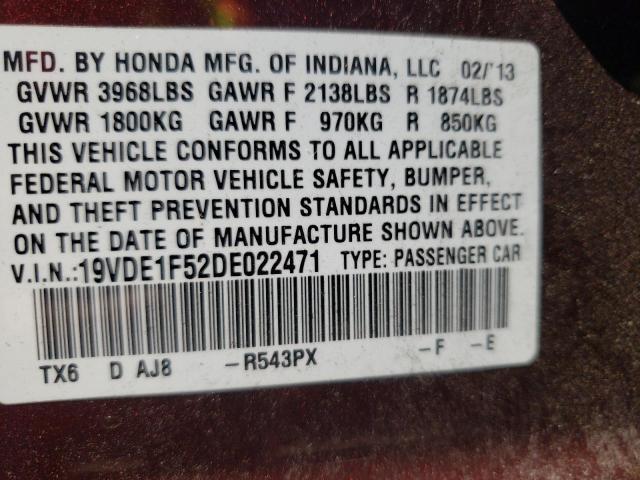 MFD. BY HONDA MFG. OF INDIANA, LLC 02/'13
GVWR 3968LBS GAWR F 2138LBS R 1874LBS
GVWR 1800KG GAWR F 970KG R 850KG
THIS VEHICLE CONFORMS TO ALL APPLICABLE
FEDERAL MOTOR VEHICLE SAFETY, BUMPER,
AND THEFT PREVENTION STANDARDS IN EFFECT
ON THE DATE OF MANUFACTURE SHOWN ABOVE.
V.I.N.:19VDE1F52DE022471 TYPE: PASSENGER CAR
TX6 D AJ8 -R543PX -F -E